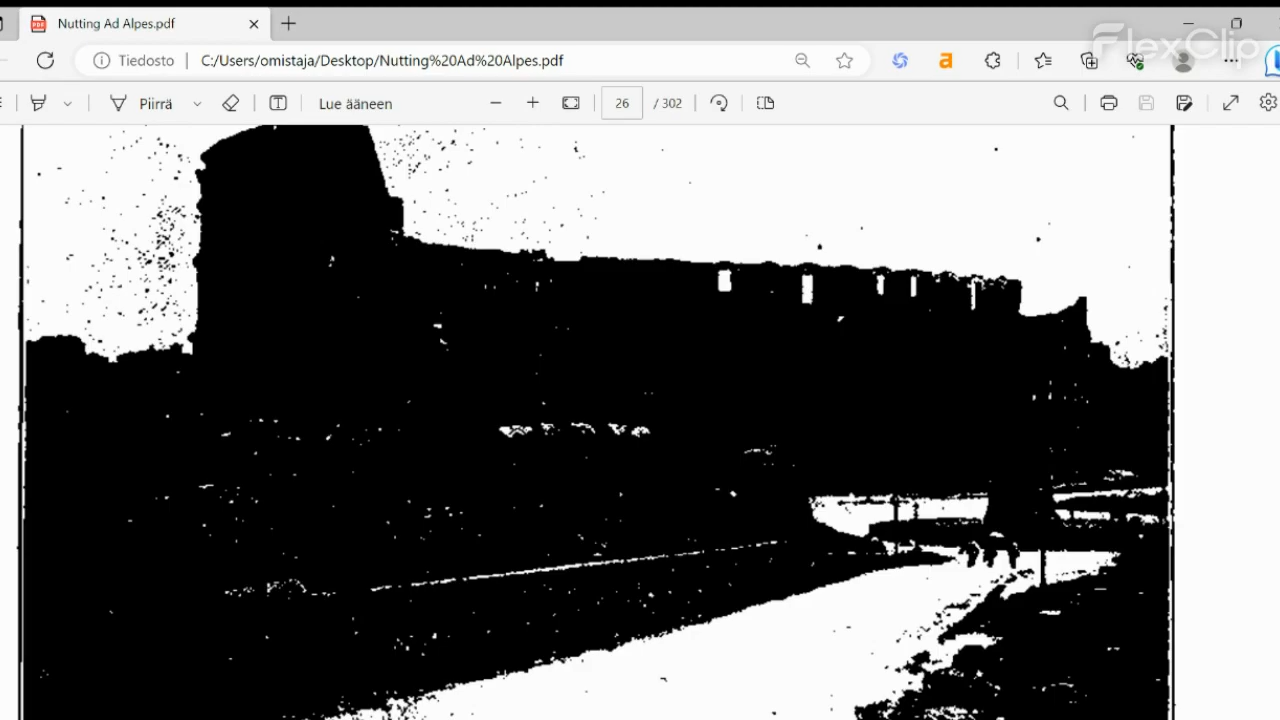 Nutting Ad Alpes.pdf
FlexClip
Tiedosto
C:/Users/omistaja/Desktop/Nutting%20Ad%20Alpes.pdf
Piirrä
Lue ääneen
26 / 302